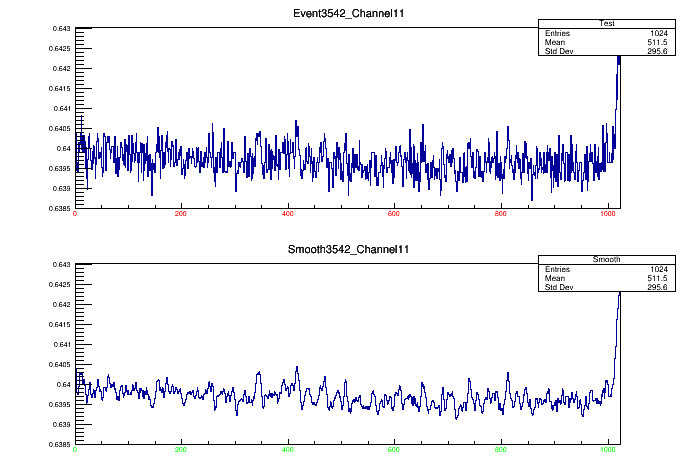 Event3542_Channel11
Test
Entries 1024
Mean 511.5
Std Dev 295.6
0.643
0.6425
0.642
0.6415
0.641
0.6405
0.64
0.6395
0.639
0.6385
0 200 400 600 800 1000
Smooth3542_Channel11
Smooth
Entries 1024
Mean 511.5
Std Dev 295.6
0.643
0.6425
0.642
0.6415
0.641
0.6405
0.64
0.6395
0.639
0.6385
0 200 400 600 800 1000